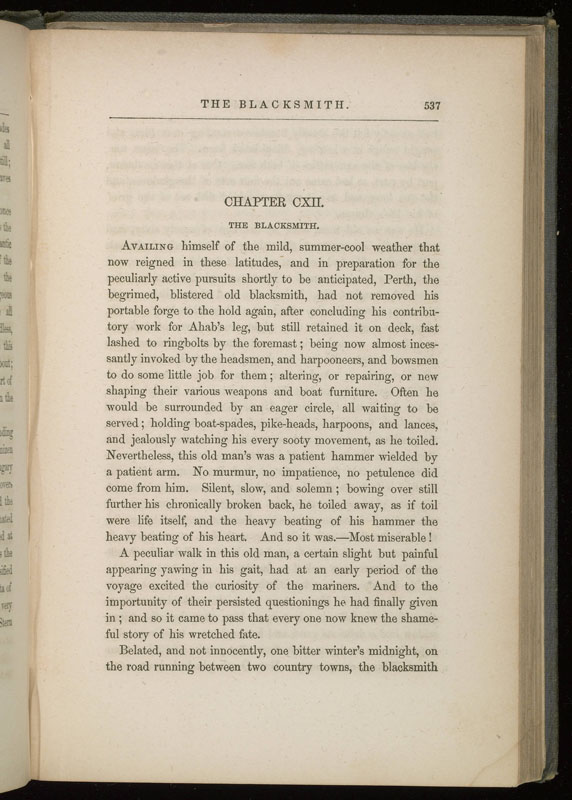 THE BLACKSMITH. 537
CHAPTER CXII.
THE BLACKSMITH.
AVAILING himself of the mild, summer-cool weather that
now reigned in these latitudes, and in preparation for the
peculiarly active pursuits shortly to be anticipated, Perth, the
begrimed, blistered old blacksmith, had not removed his
portable forge to the hold again, after concluding his contribu-
tory work for Ahab's leg, but still retained it on deck, fast
lashed to ringbolts by the foremast; being now almost inces-
santly invoked by the headsmen, and harpooneers, and bowsmen
to do some little job for them; altering, or repairing, or new
shaping their various weapons and boat furniture. Often he
would be surrounded by an eager circle, all waiting to be
served; holding boat-spades, pike-heads, harpoons, and lances,
and jealously watching his every sooty movement, as he toiled.
Nevertheless, this old man's was a patient hammer wielded by
a patient arm. No murmur, no impatience, no petulence did
come from him. Silent, slow, and solemn; bowing over still
further his chronically broken back, he toiled away, as if toil
were life itself, and the heavy beating of his hammer the
heavy beating of his heart. And so it was.—Most miserable!
A peculiar walk in this old man, a certain slight but painful
appearing yawing in his gait, had at an early period of the
voyage excited the curiosity of the mariners. And to the
importunity of their persisted questionings he had finally given
in; and so it came to pass that every one now knew the shame-
ful story of his wretched fate.
Belated, and not innocently, one bitter winter's midnight, on
the road running between two country towns, the blacksmith